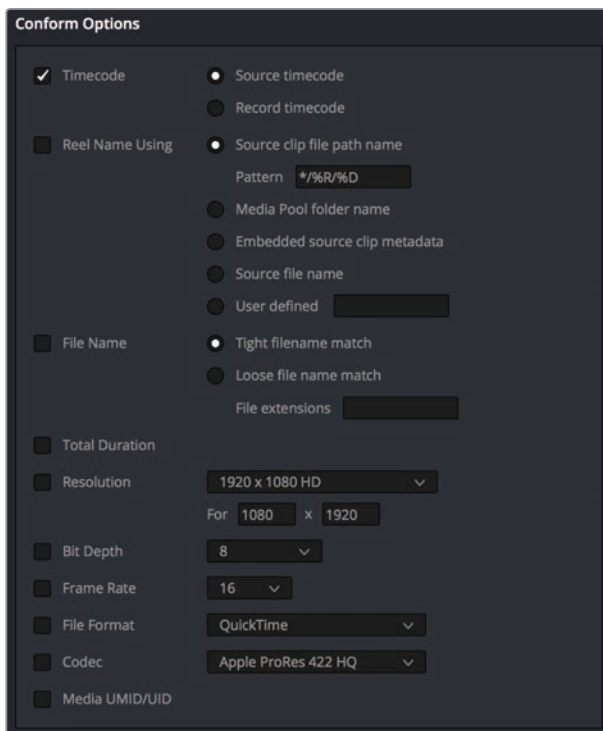 Conform Options
Timecode Source timecode
Record timecode
Reel Name Using Source clip file path name
Pattern */%R/%D
Media Pool folder name
Embedded source clip metadata
Source file name
User defined
File Name Tight filename match
Loose file name match
File extensions
Total Duration
Resolution 1920 x 1080 HD
For 1080 x 1920
Bit Depth 8
Frame Rate 16
File Format QuickTime
Codec Apple ProRes 422 HQ
Media UMID/UID